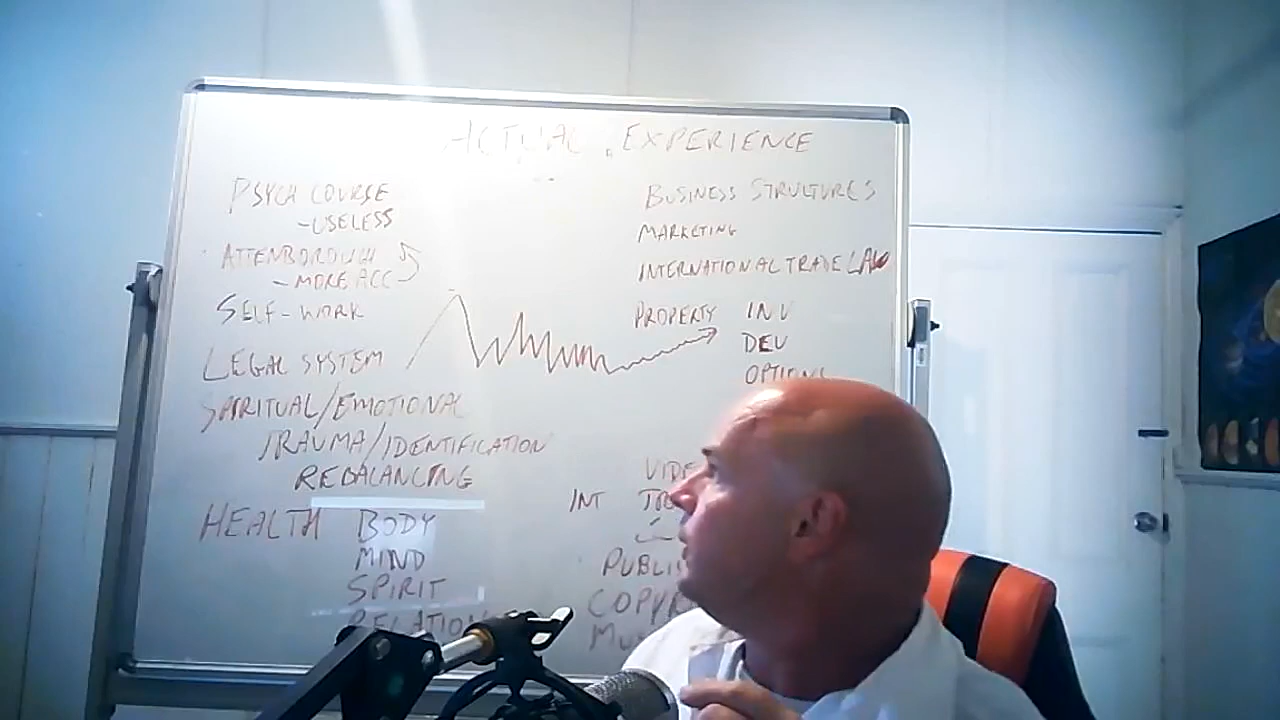 ACTUAL EXPERIENCE
PSYCH COURSE
-USELESS
ATTENBOROUGH
- MORE ACC
SELF-WORK
LEGAL SYSTEM
SPIRITUAL/EMOTIONAL
TRAUMA/IDENTIFICATION
REBALANCING
HEALTH BODY
MIND
SPIRIT
BUSINESS STRUCTURES
MARKETING
INTERNATIONAL TRADE LAW
PROPERTY INV
DEV
INT